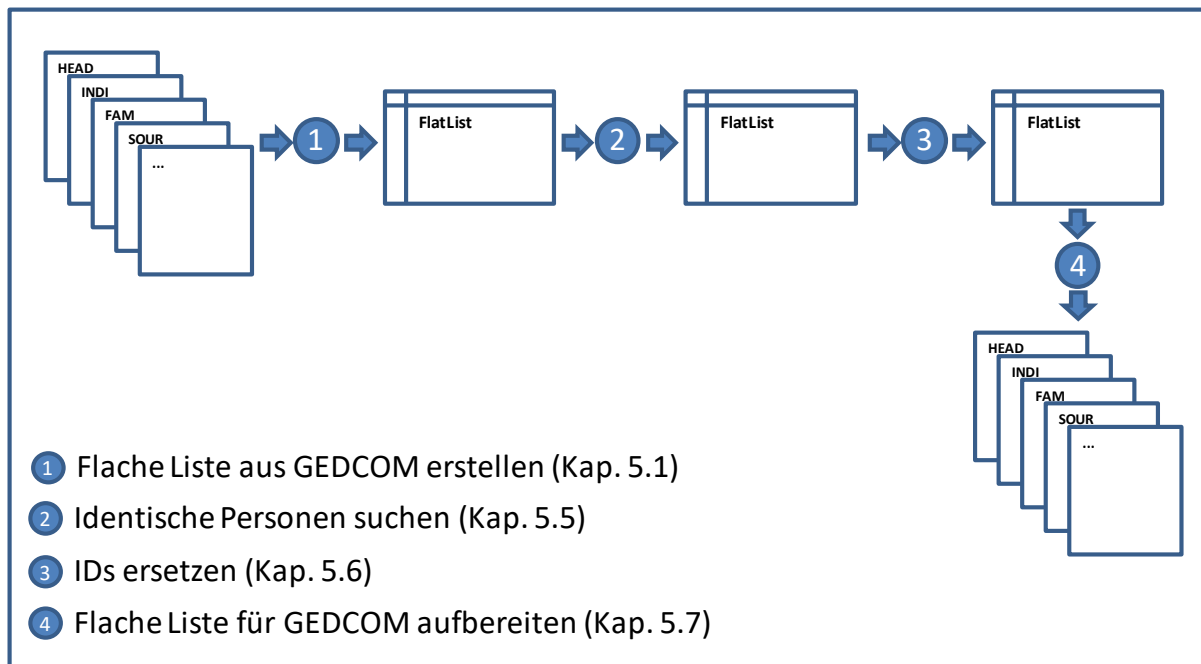 HEAD
INDI
FAM
SOUR
...
1
FlatList
2
FlatList
3
FlatList
4
HEAD
INDI
FAM
SOUR
...
1 Flache Liste aus GEDCOM erstellen (Kap. 5.1)
2 Identische Personen suchen (Kap. 5.5)
3 IDs ersetzen (Kap. 5.6)
4 Flache Liste für GEDCOM aufbereiten (Kap. 5.7)